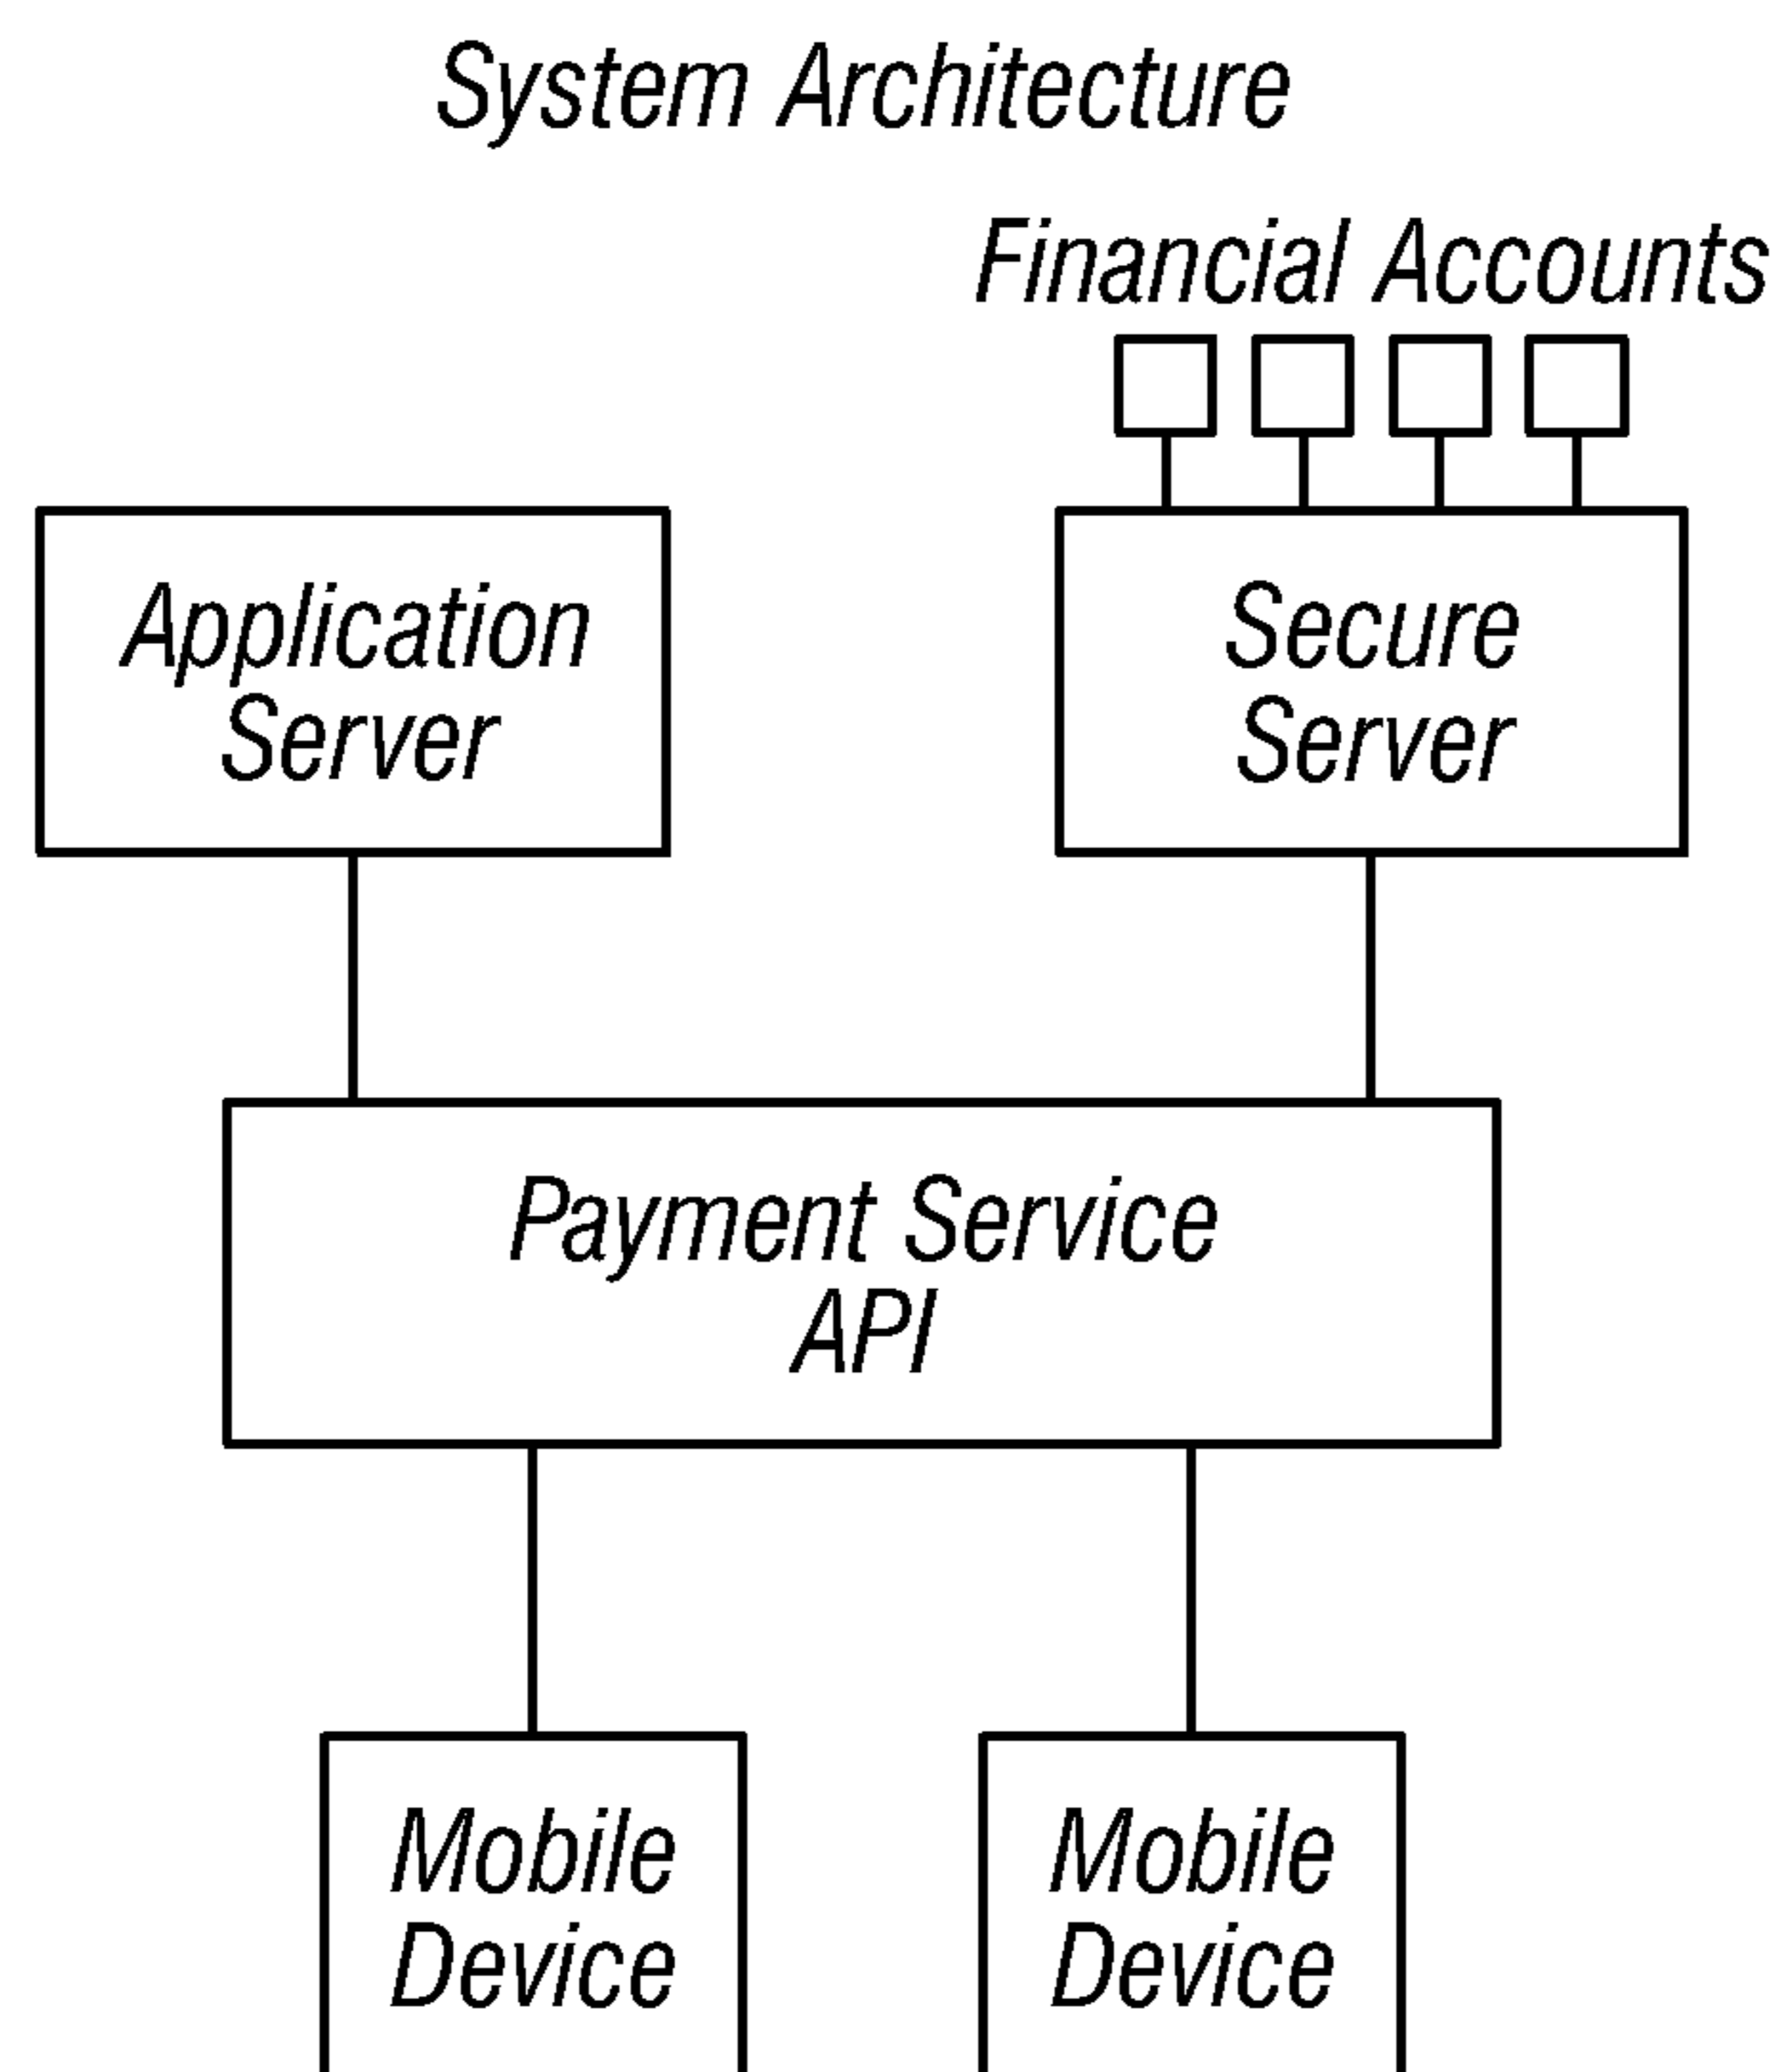 System Architecture
Financial Accounts
Application
Server
Secure
Server
Payment Service
API
Mobile
Device
Mobile
Device